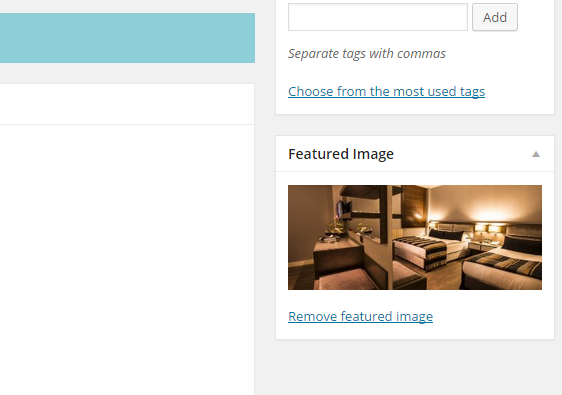 Add
Separate tags with commas
Choose from the most used tags
Featured Image
Remove featured image